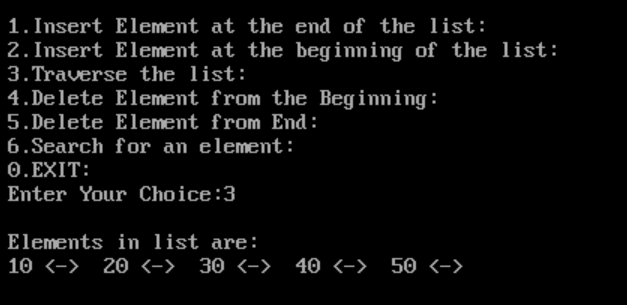 1.Insert Element at the end of the list:
2.Insert Element at the beginning of the list:
3.Traverse the list:
4.Delete Element from the Beginning:
5.Delete Element from End:
6.Search for an element:
0.EXIT:
Enter Your Choice:3
Elements in list are:
10 <-> 20 <-> 30 <-> 40 <-> 50 <->